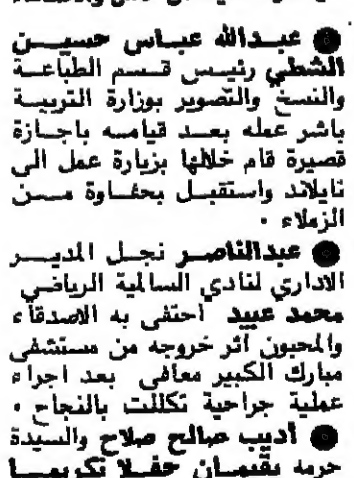 ● عبدالله عباس حسين
الشطي رئيس قسم الطباعة
والنسخ والتصوير بوزارة التربية
باشر عمله بعد قيامه باجازة
قصيرة قام خلالها بزيارة عمل الى
تايلاند واستقبل بحفاوة من
الزملاء .
● عبدالناصر نجل المدير
الاداري لنادي السالمية الرياضي
محمد عبيد احتفى به الاصدقاء
والمحبون اثر خروجه من مستشفى
مبارك الكبير معافى بعد اجراء
عملية جراحية تكللت بالنجاح .
● أديب صالح صلاح والسيدة
حرمه يقيمان حفلا تكريميا